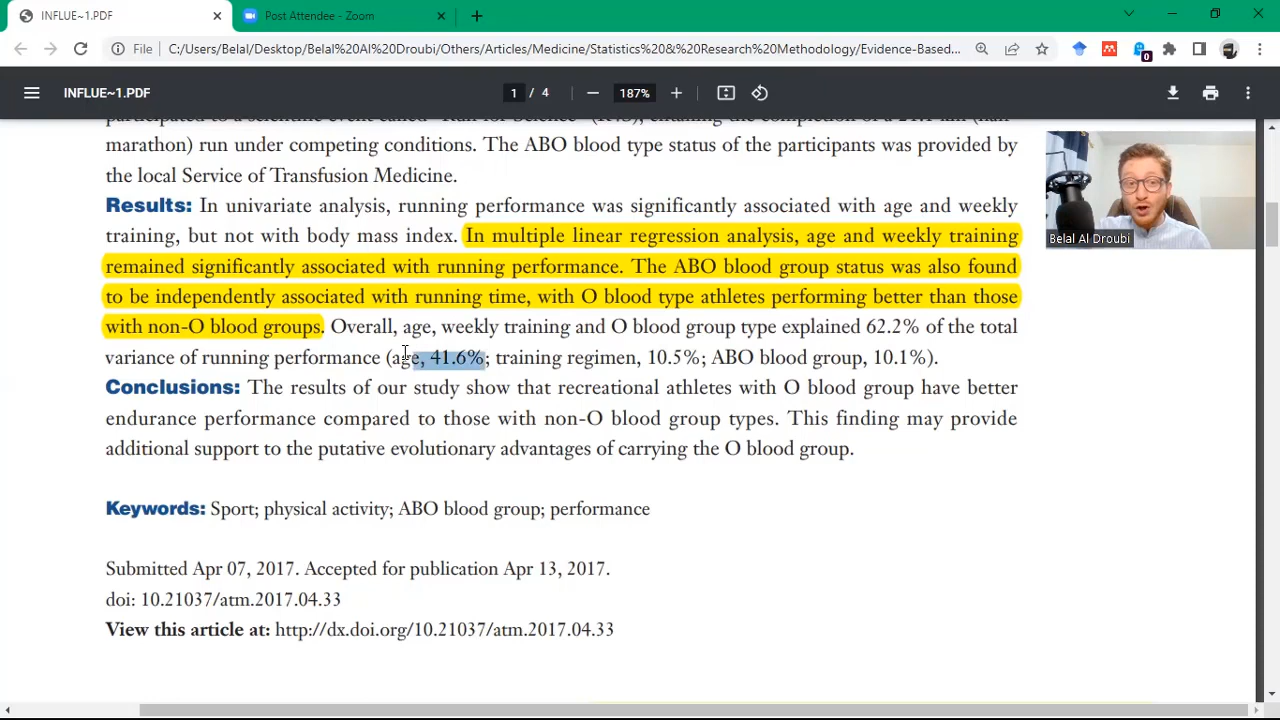 INFLUE~1.PDF
Post Attendee - Zoom
File
C:/Users/Belal/Desktop/Belal%20Al%20Droubi/Others/Articles/Medicine/Statistics%20&%20Research%20Methodology/Evidence-Based...
0
INFLUE~1.PDF
1 / 4
187%
marathon) run under competing conditions. The ABO blood type status of the participants was provided by
the local Service of Transfusion Medicine.
Results: In univariate analysis, running performance was significantly associated with age and weekly
training, but not with body mass index. In multiple linear regression analysis, age and weekly training
remained significantly associated with running performance. The ABO blood group status was also found
to be independently associated with running time, with O blood type athletes performing better than those
with non-O blood groups. Overall, age, weekly training and O blood group type explained 62.2% of the total
variance of running performance (age, 41.6%; training regimen, 10.5%; ABO blood group, 10.1%).
Conclusions: The results of our study show that recreational athletes with O blood group have better
endurance performance compared to those with non-O blood group types. This finding may provide
additional support to the putative evolutionary advantages of carrying the O blood group.
Keywords: Sport; physical activity; ABO blood group; performance
Submitted Apr 07, 2017. Accepted for publication Apr 13, 2017.
doi: 10.21037/atm.2017.04.33
View this article at: http://dx.doi.org/10.21037/atm.2017.04.33
Belal Al Droubi